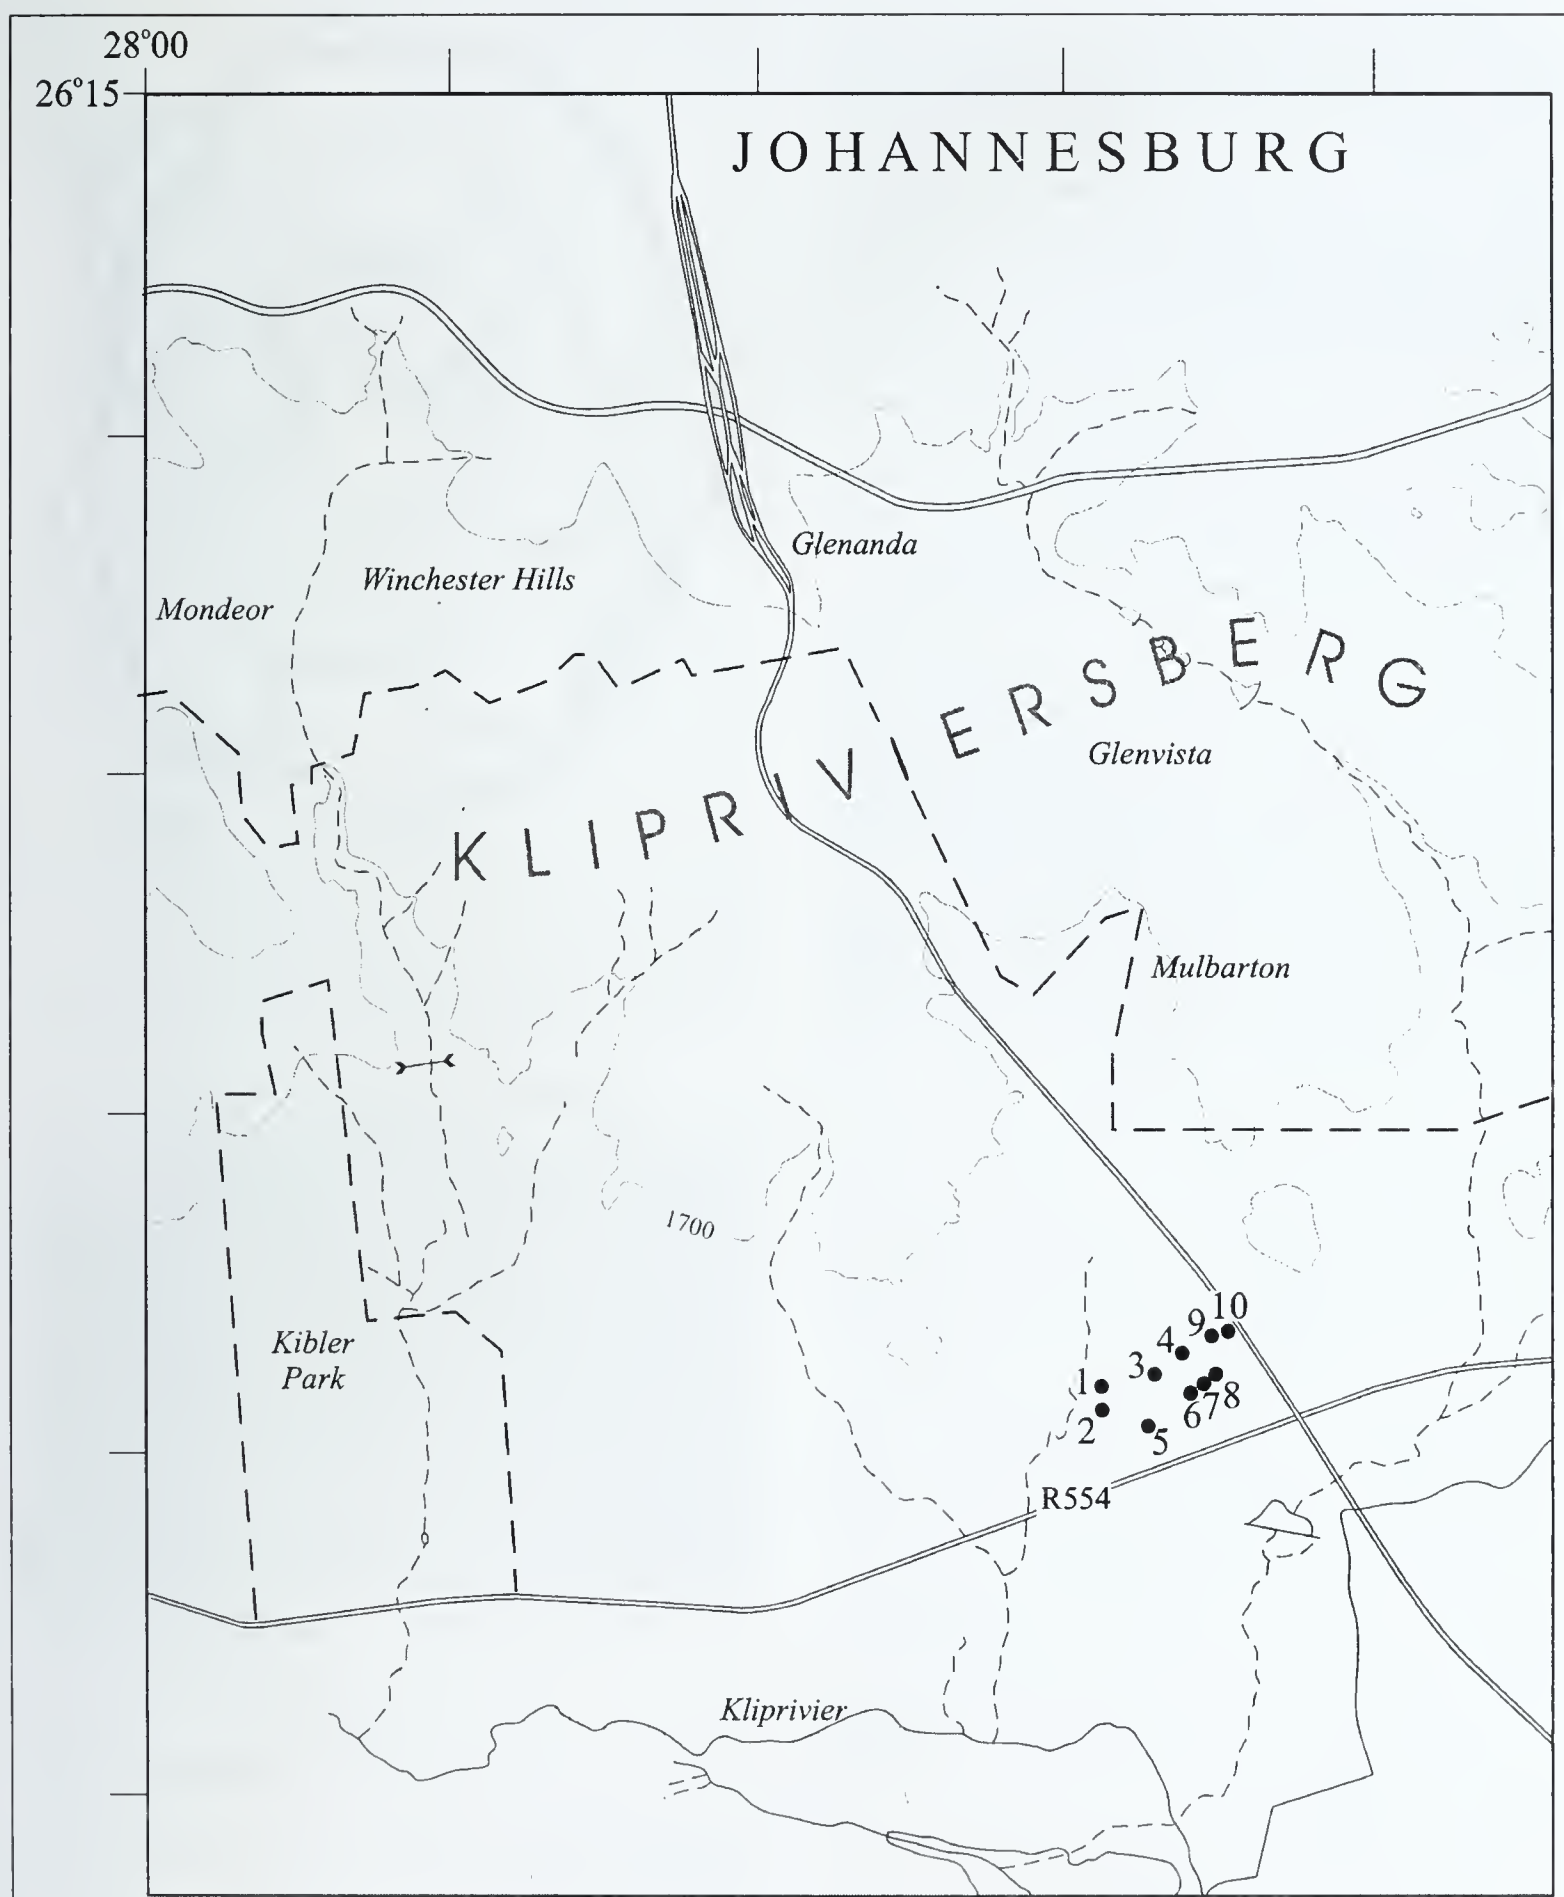 28°00
26°15
JOHANNESBURG
Glenanda
Winchester Hills
Mondeor
KLIPRIVIERSBERG
Glenvista
Mulbarton
1700
10
9
4
3
1
8
7
6
2
5
Kibler
Park
R554
Kliprivier